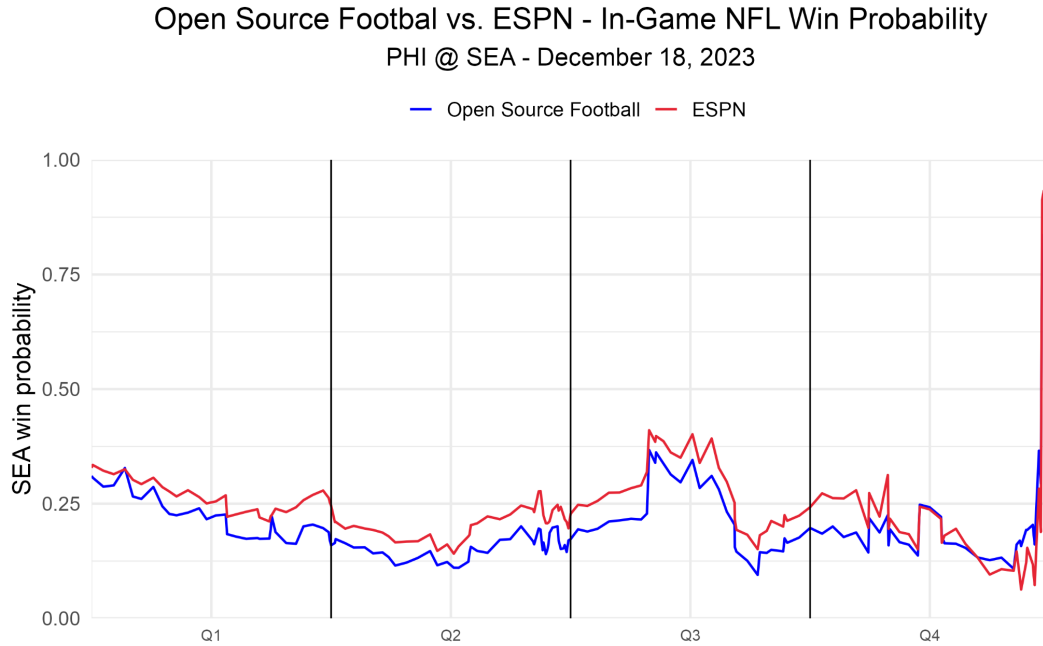 Open Source Footbal vs. ESPN - In-Game NFL Win Probability
PHI @ SEA - December 18, 2023
Open Source Football
ESPN
SEA win probability
1.00
0.75
0.50
0.25
0.00
Q1
Q2
Q3
Q4